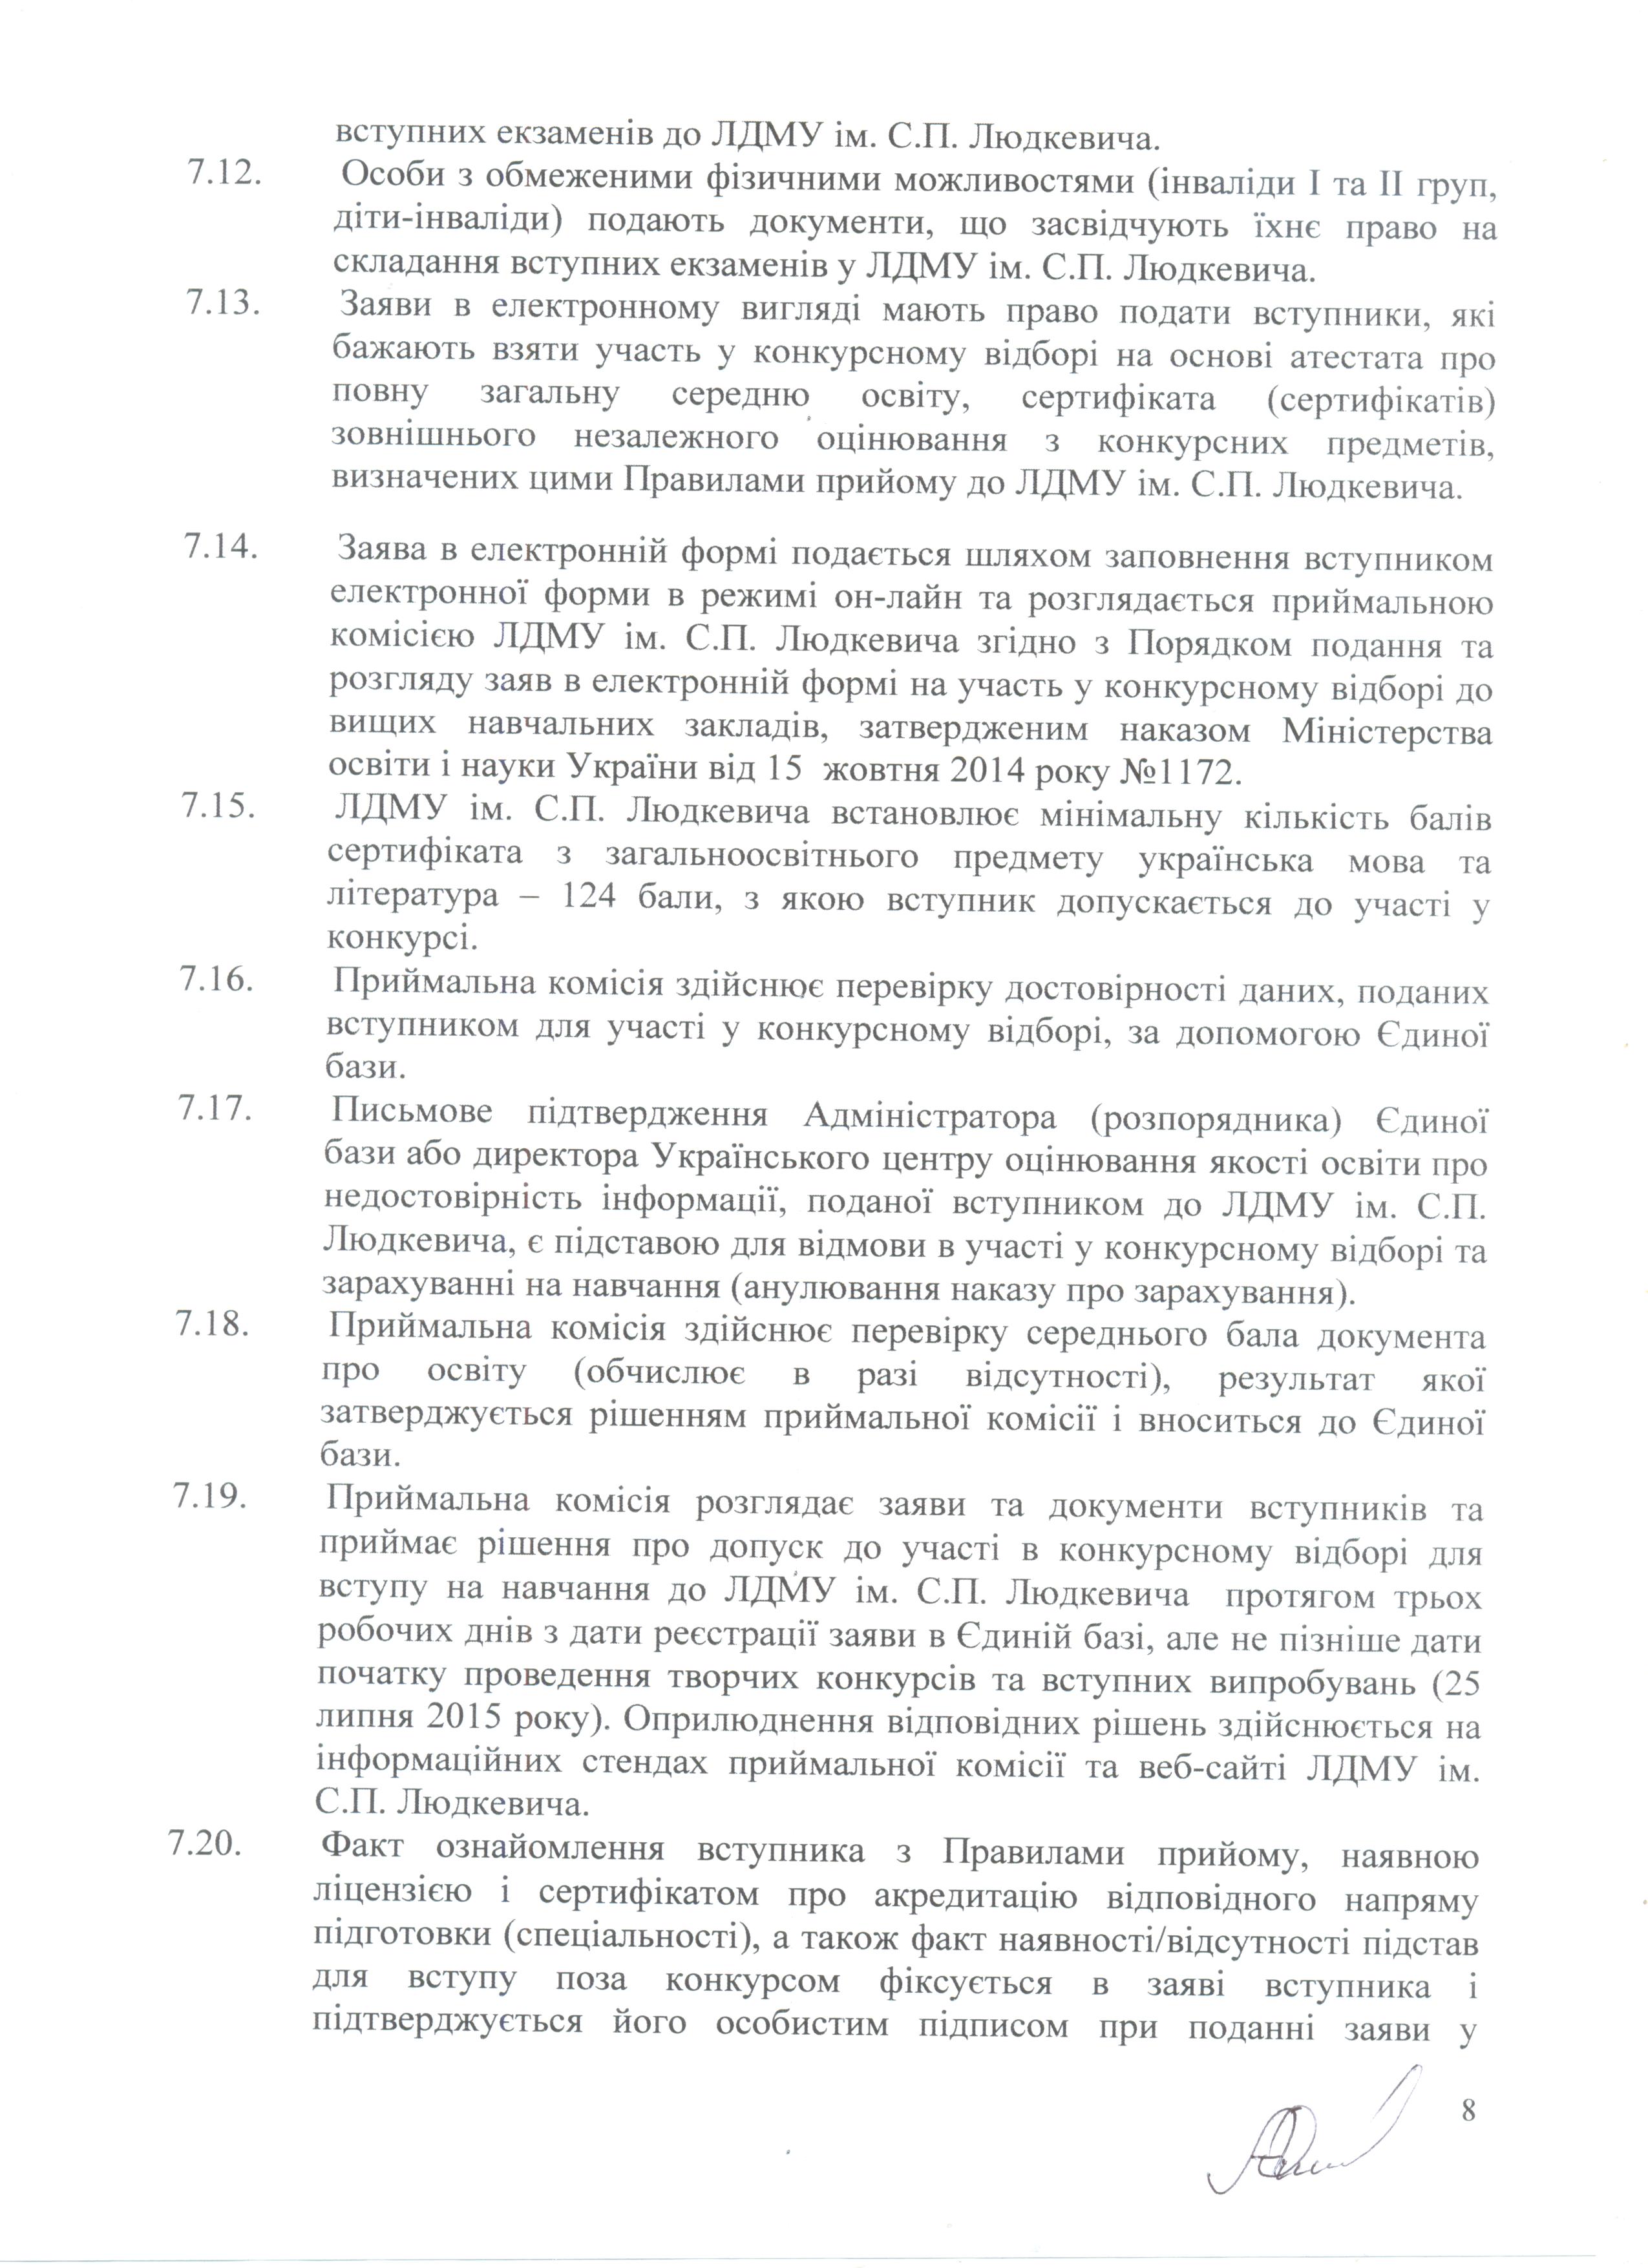 вступних екзаменів до ЛДМУ ім. С.П. Людкевича.
7.12. Особи з обмеженими фізичними можливостями (інваліди І та ІІ груп,
діти-інваліди) подають документи, що засвідчують їхнє право на
складання вступних екзаменів у ЛДМУ ім. С.П. Людкевича.
7.13. Заяви в електронному вигляді мають право подати вступники, які
бажають взяти участь у конкурсному відборі на основі атестата про
повну загальну середню освіту, сертифіката (сертифікатів)
зовнішнього незалежного оцінювання з конкурсних предметів,
визначених цими Правилами прийому до ЛДМУ ім. С.П. Людкевича.
7.14. Заява в електронній формі подається шляхом заповнення вступником
електронної форми в режимі он-лайн та розглядається приймальною
комісією ЛДМУ ім. С.П. Людкевича згідно з Порядком подання та
розгляду заяв в електронній формі на участь у конкурсному відборі до
вищих навчальних закладів, затвердженим наказом Міністерства
освіти і науки України від 15 жовтня 2014 року №1172.
7.15. ЛДМУ ім. С.П. Людкевича встановлює мінімальну кількість балів
сертифіката з загальноосвітнього предмету українська мова та
література – 124 бали, з якою вступник допускається до участі у
конкурсі.
7.16. Приймальна комісія здійснює перевірку достовірності даних, поданих
вступником для участі у конкурсному відборі, за допомогою Єдиної
бази.
7.17. Письмове підтвердження Адміністратора (розпорядника) Єдиної
бази або директора Українського центру оцінювання якості освіти про
недостовірність інформації, поданої вступником до ЛДМУ ім. С.П.
Людкевича, є підставою для відмови в участі у конкурсному відборі та
зарахуванні на навчання (анулювання наказу про зарахування).
7.18. Приймальна комісія здійснює перевірку середнього бала документа
про освіту (обчислює в разі відсутності), результат якої
затверджується рішенням приймальної комісії і вноситься до Єдиної
бази.
7.19. Приймальна комісія розглядає заяви та документи вступників та
приймає рішення про допуск до участі в конкурсному відборі для
вступу на навчання до ЛДМУ ім. С.П. Людкевича протягом трьох
робочих днів з дати реєстрації заяви в Єдиній базі, але не пізніше дати
початку проведення творчих конкурсів та вступних випробувань (25
липня 2015 року). Оприлюднення відповідних рішень здійснюється на
інформаційних стендах приймальної комісії та веб-сайті ЛДМУ ім.
С.П. Людкевича.
7.20. Факт ознайомлення вступника з Правилами прийому, наявною
ліцензією і сертифікатом про акредитацію відповідного напряму
підготовки (спеціальності), а також факт наявності/відсутності підстав
для вступу поза конкурсом фіксується в заяві вступника і
підтверджується його особистим підписом при поданні заяви у
8